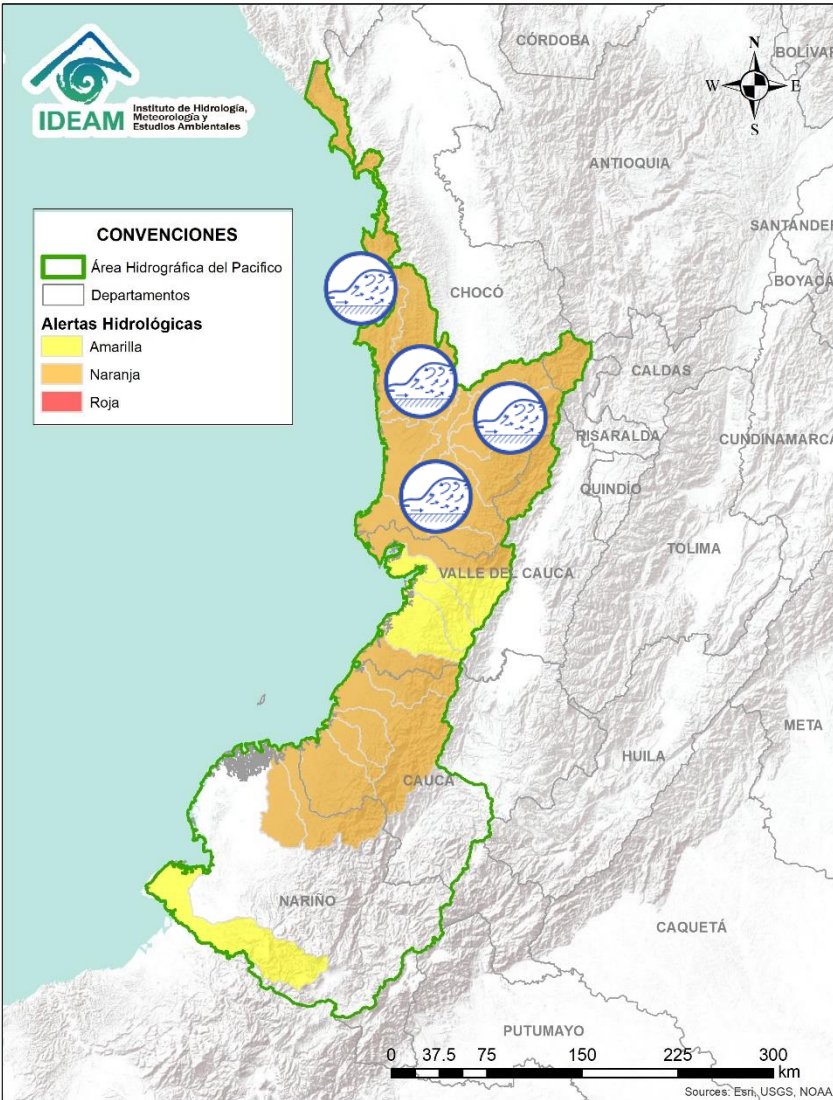 IDEAM
Instituto de Hidrología,
Meteorología y
Estudios Ambientales
CONVENCIONES
Área Hidrográfica del Pacifico
Departamentos
Alertas Hidrológicas
Amarilla
Naranja
Roja
N
W
E
S
CÓRDOBA
BOLÍVAR
ANTIOQUIA
SANTANDER
BOYACÁ
CHOCÓ
CALDAS
RISARALDA
CUNDINAMARCA
QUINDÍO
TOLIMA
VALLE DEL CAUCA
META
HUILA
CAUCA
NARIÑO
CAQUETÁ
PUTUMAYO
0 37.5 75 150 225 300
km
Sources: Esri, USGS, NOAA